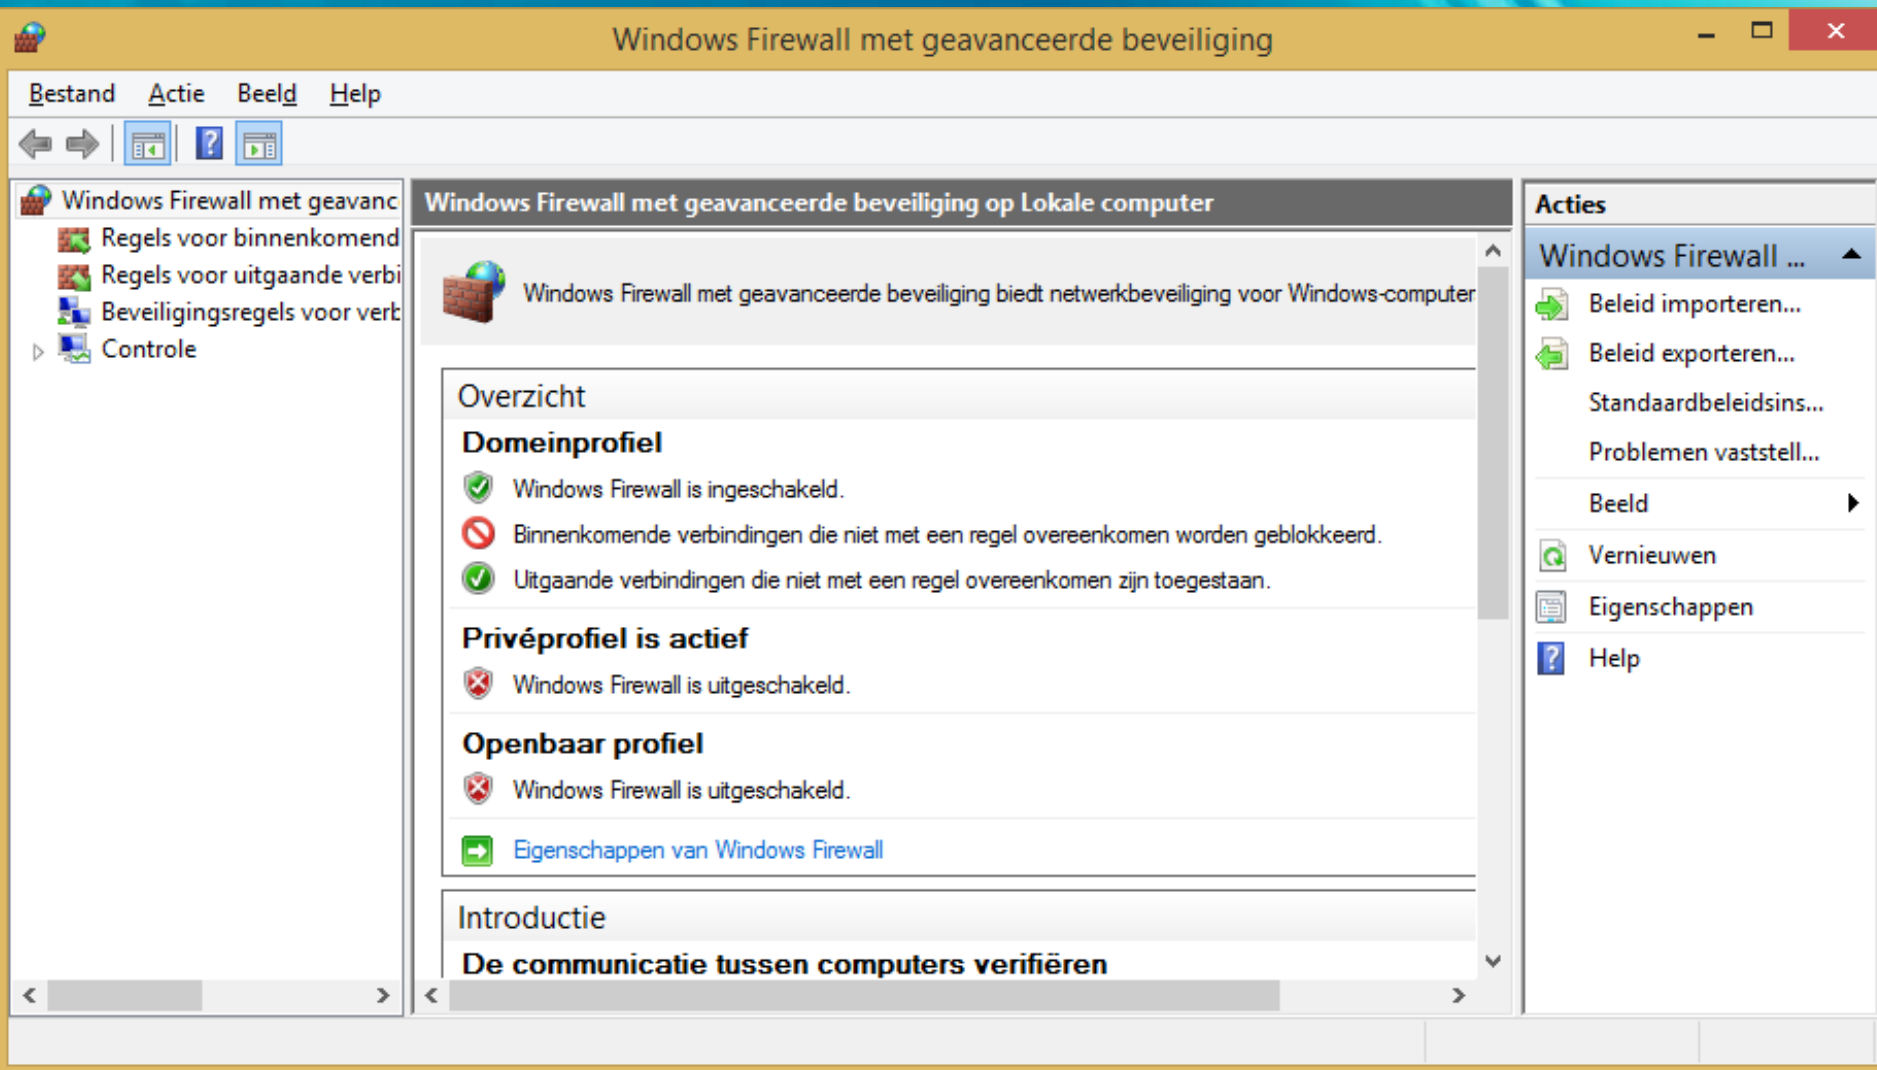 Windows Firewall met geavanceerde beveiliging
Bestand Actie Beeld Help
Windows Firewall met geavanc
Regels voor binnenkomend
Regels voor uitgaande verbi
Beveiligingsregels voor verb
Controle
Windows Firewall met geavanceerde beveiliging op Lokale computer
Windows Firewall met geavanceerde beveiliging biedt netwerkbeveiliging voor Windows-computer
Overzicht
Domeinprofiel
Windows Firewall is ingeschakeld.
Binnenkomende verbindingen die niet met een regel overeenkomen worden geblokkeerd.
Uitgaande verbindingen die niet met een regel overeenkomen zijn toegestaan.
Privéprofiel is actief
Windows Firewall is uitgeschakeld.
Openbaar profiel
Windows Firewall is uitgeschakeld.
Eigenschappen van Windows Firewall
Introductie
De communicatie tussen computers verifiëren
Acties
Windows Firewall ...
Beleid importeren...
Beleid exporteren...
Standaardbeleidsins...
Problemen vaststell...
Beeld
Vernieuwen
Eigenschappen
Help